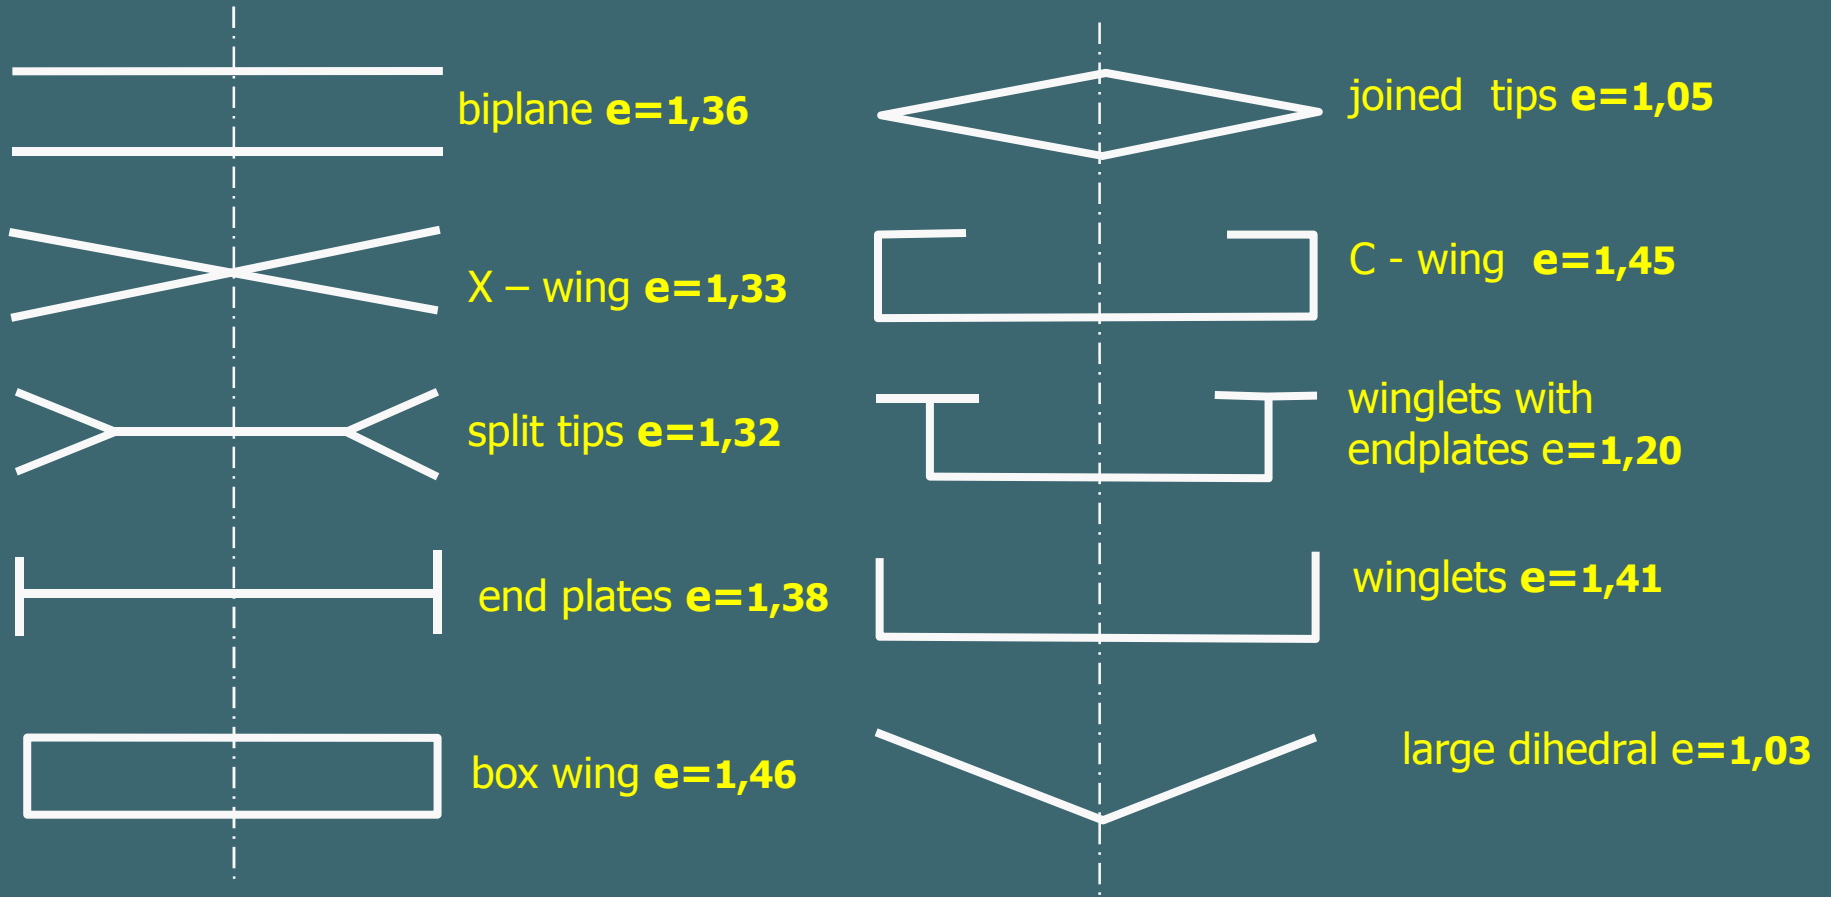 biplane e=1,36
X – wing e=1,33
split tips e=1,32
end plates e=1,38
box wing e=1,46
joined tips e=1,05
C - wing e=1,45
winglets with
endplates e=1,20
winglets e=1,41
large dihedral e=1,03